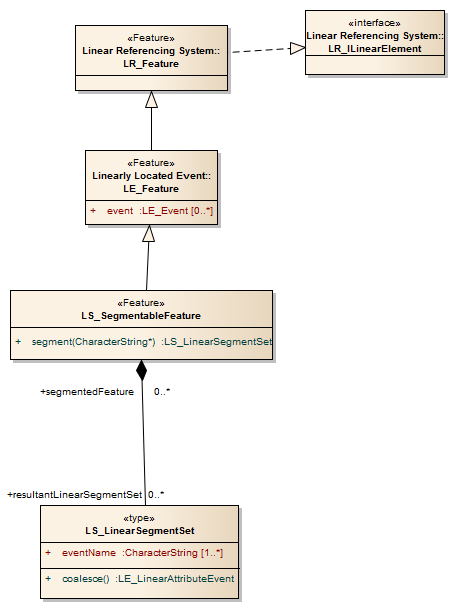 «Feature»
Linear Referencing System::
LR_Feature
«interface»
Linear Referencing System::
LR_ILinearElement
«Feature»
Linearly Located Event::
LE_Feature
+ event :LE_Event [0..*]
«Feature»
LS_SegmentableFeature
+ segment(CharacterString*) :LS_LinearSegmentSet
+segmentedFeature 0..*
+resultantLinearSegmentSet 0..*
«type»
LS_LinearSegmentSet
+ eventName :CharacterString [1..*]
+ coalesce() :LE_LinearAttributeEvent